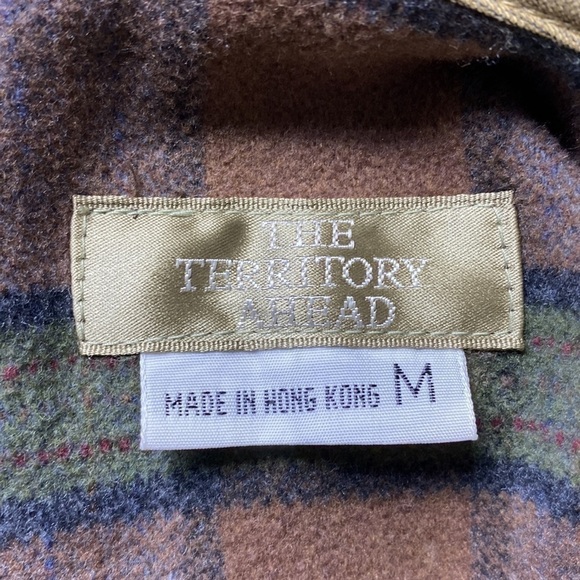 THE
TERRITORY
AHEAD
MADE IN HONG KONG M